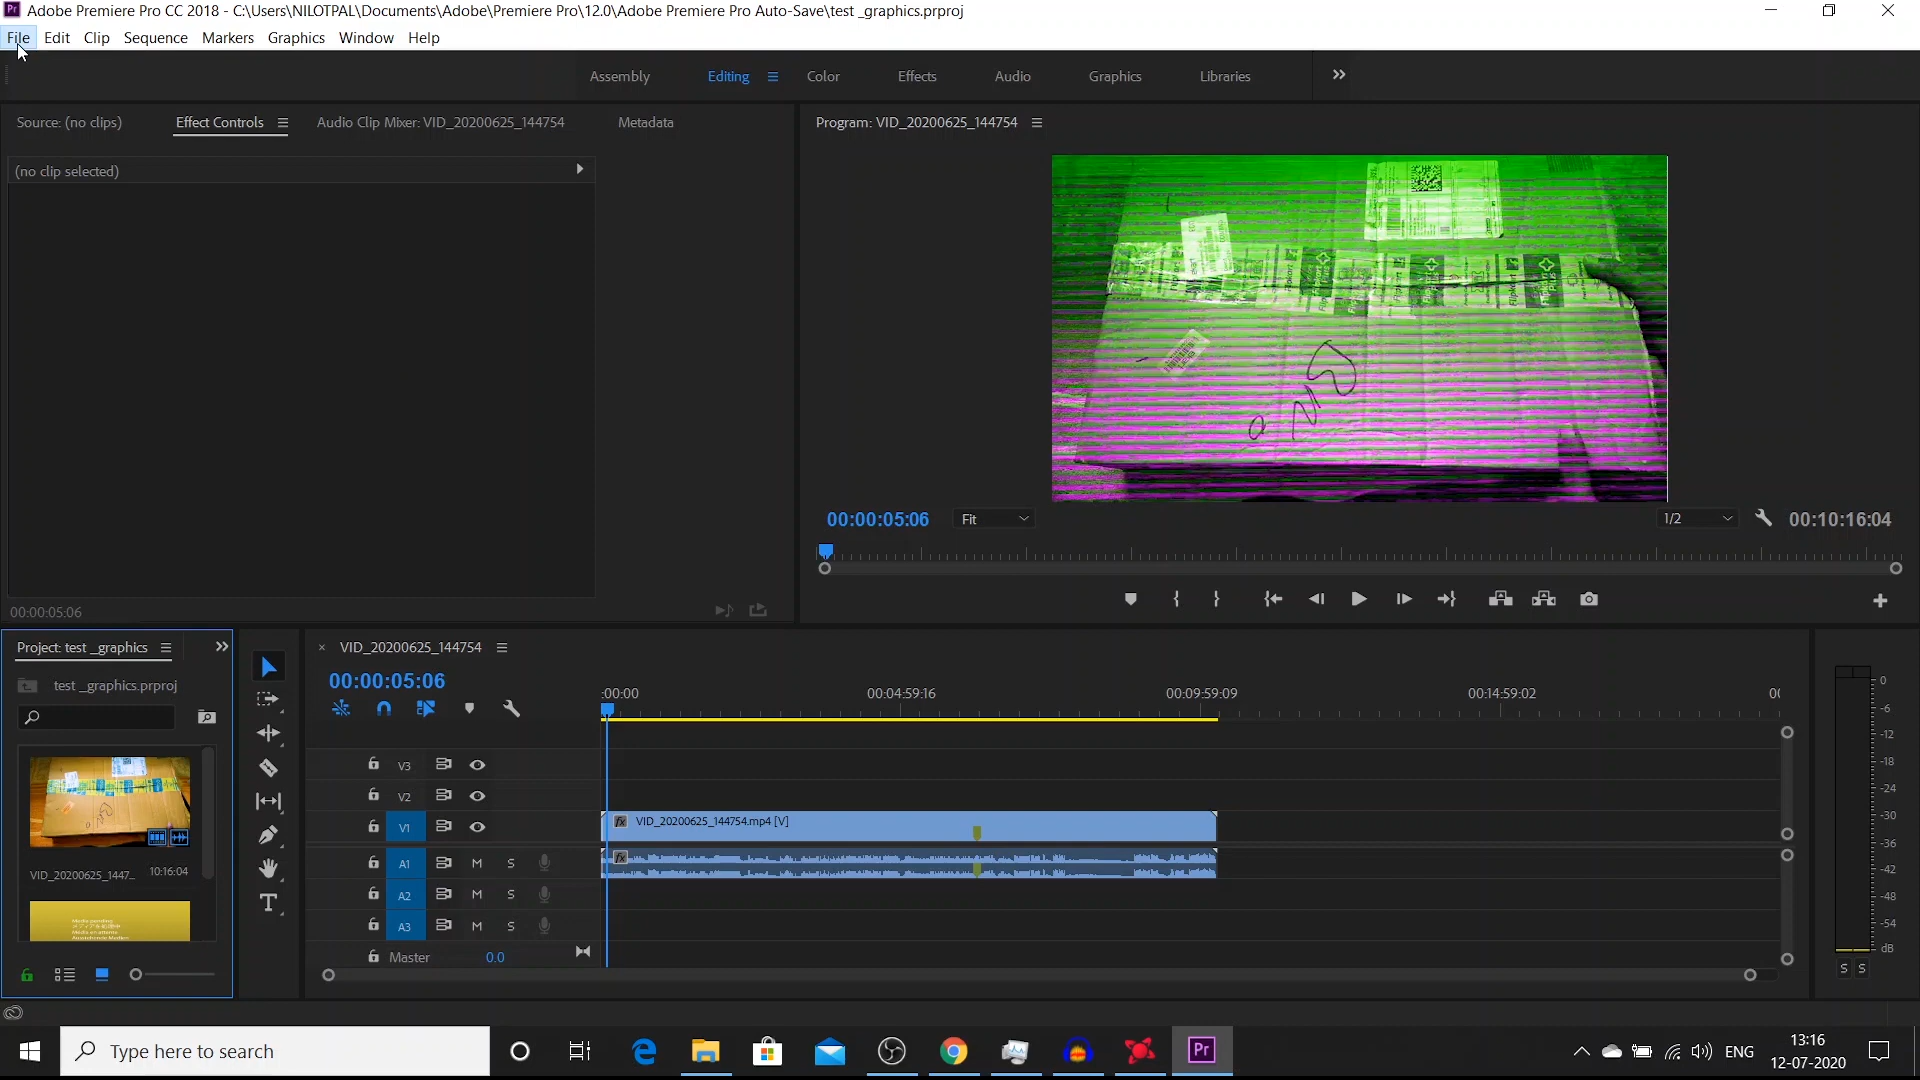 Adobe Premiere Pro CC 2018 - C:\Users\NILOTPAL\Documents\Adobe\Premiere Pro\12.0\Adobe Premiere Pro Auto-Save\test _graphics.prproj
File Edit Clip Sequence Markers Graphics Window Help
Assembly Editing Color Effects Audio Graphics Libraries
Source: (no clips) Effect Controls Audio Clip Mixer: VID_20200625_144754 Metadata
Program: VID_20200625_144754
(no clip selected)
00:00:05:06 Fit 1/2 00:10:16:04
00:00:05:06
Project: test _graphics
VID_20200625_144754
test _graphics.prproj
00:00:05:06
:00:00 00:04:59:16 00:09:59:09 00:14:59:02
V3
V2
V1 fx VID_20200625_144754.mp4 [V]
A1 M S fx
A2 M S
A3 M S
Master 0.0
VID_20200625_1447... 10:16:04
Média en attente
0
-6
-12
-18
-24
-30
-36
-42
-48
-54
dB
S S
Type here to search
Pr
ENG
13:16
12-07-2020